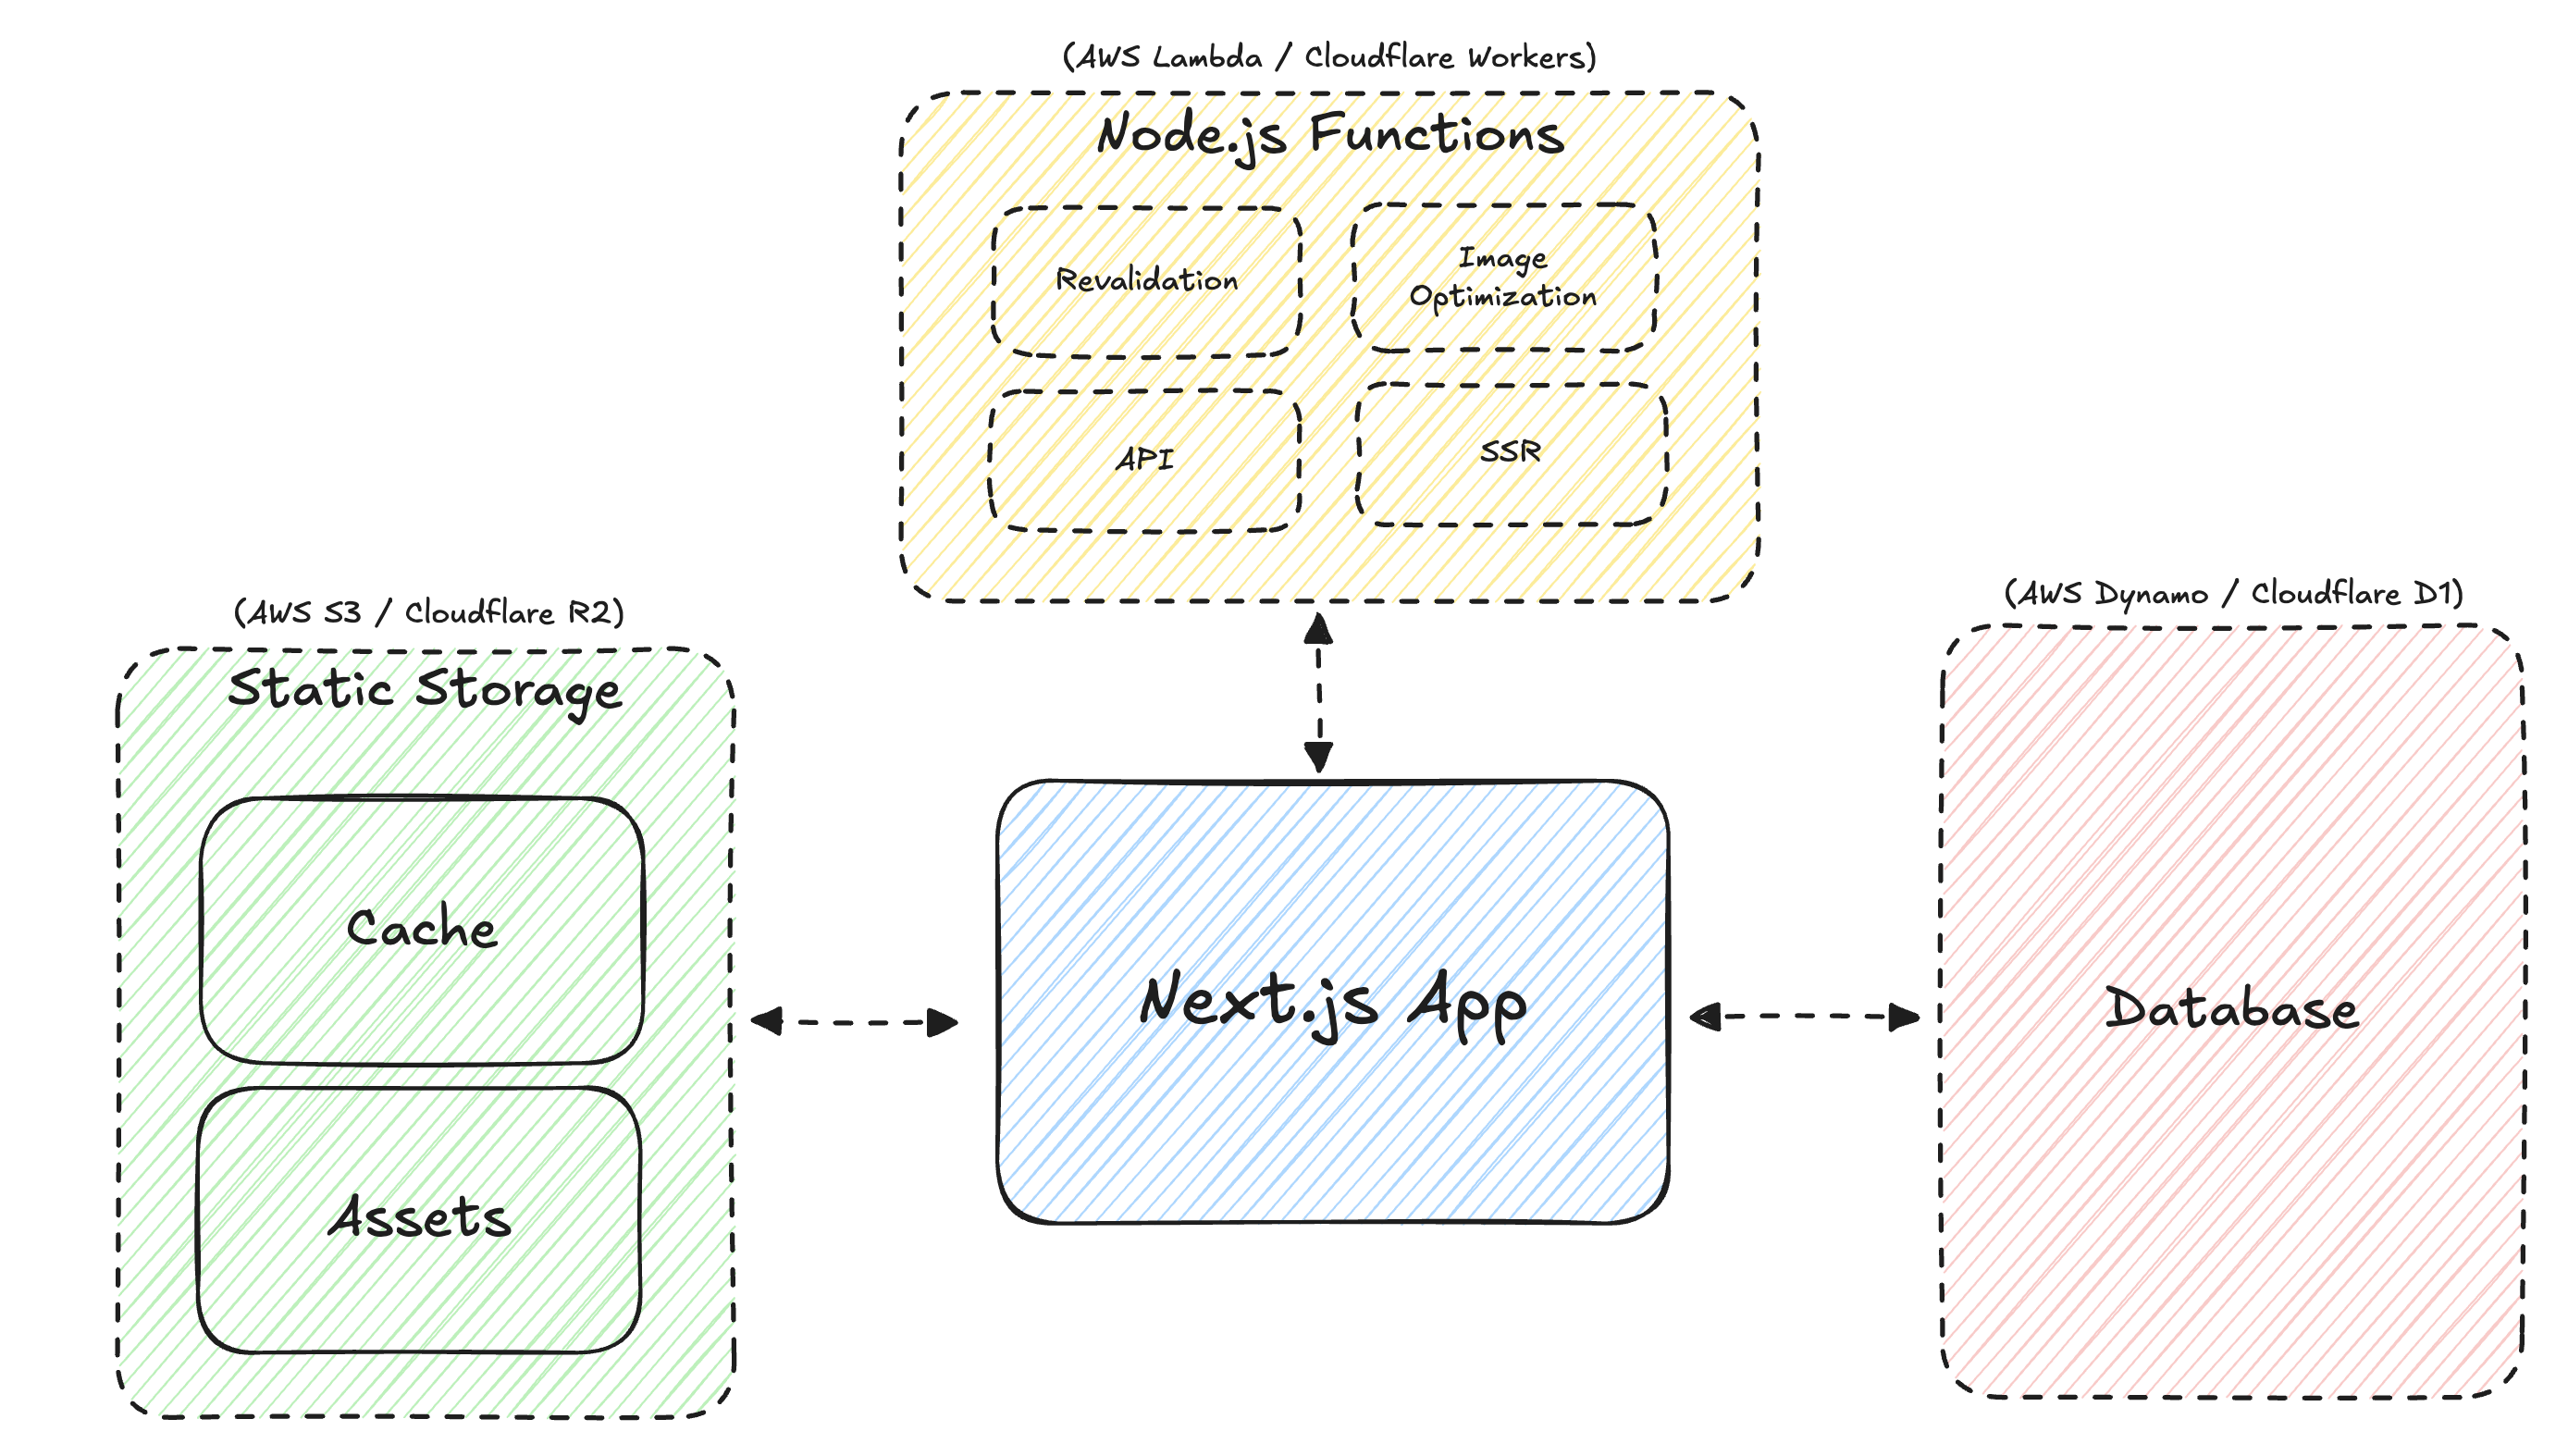 (AWS Lambda / Cloudflare Workers)
Node.js Functions
Revalidation
Image
Optimization
API
SSR
(AWS S3 / Cloudflare R2)
Static Storage
Cache
Assets
Next.js App
(AWS Dynamo / Cloudflare D1)
Database